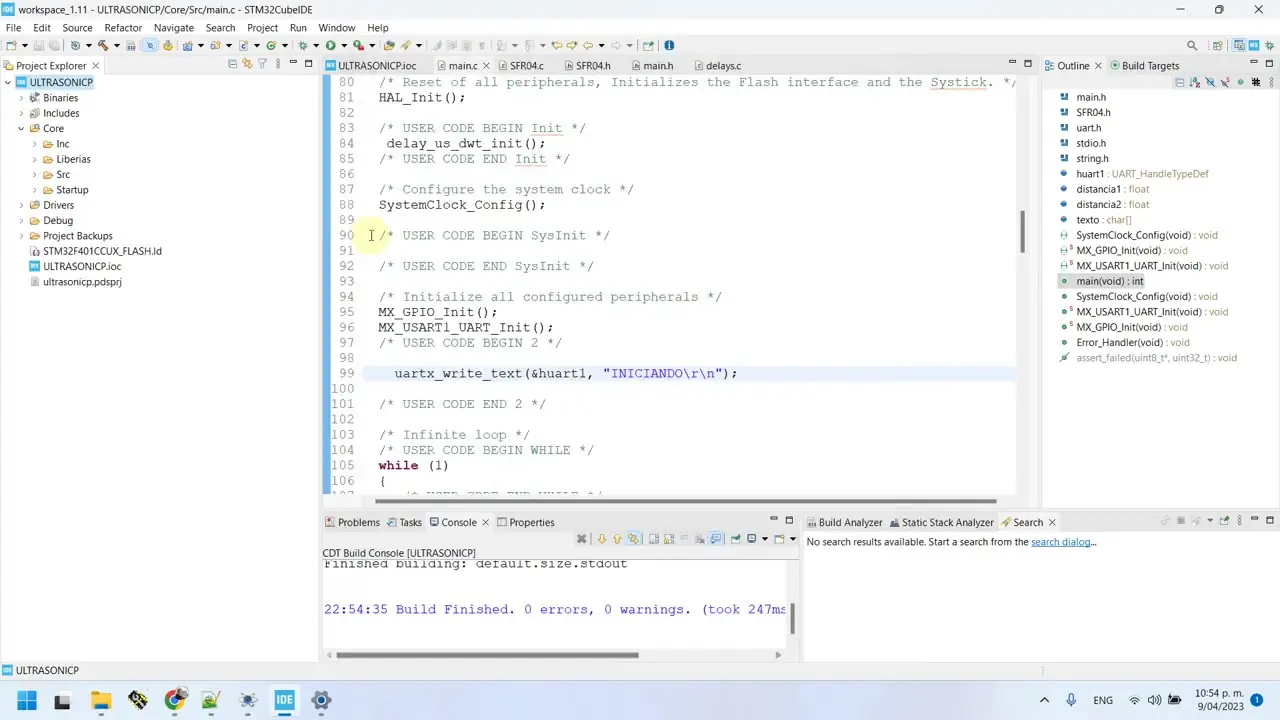 workspace_1.11 - ULTRASONICP/Core/Src/main.c - STM32CubeIDE
File Edit Source Refactor Navigate Search Project Run Window Help
Project Explorer
ULTRASONICP
Binaries
Includes
Core
Inc
Liberias
Src
Startup
Drivers
Debug
Project Backups
STM32F401CCUX_FLASH.ld
ULTRASONICP.ioc
ultrasonicp.pdsprj
ULTRASONICP.ioc main.c SFR04.c SFR04.h main.h delays.c
80 /* Reset of all peripherals, Initializes the Flash interface and the Systick. */
81 HAL_Init();
82
83 /* USER CODE BEGIN Init */
84 delay_us_dwt_init();
85 /* USER CODE END Init */
86
87 /* Configure the system clock */
88 SystemClock_Config();
89
90 /* USER CODE BEGIN SysInit */
91
92 /* USER CODE END SysInit */
93
94 /* Initialize all configured peripherals */
95 MX_GPIO_Init();
96 MX_USART1_UART_Init();
97 /* USER CODE BEGIN 2 */
98
99 uartx_write_text(&huart1, "INICIANDO\r\n");
100
101 /* USER CODE END 2 */
102
103 /* Infinite loop */
104 /* USER CODE BEGIN WHILE */
105 while (1)
106 {
Outline Build Targets
main.h
SFR04.h
uart.h
stdio.h
string.h
huart1 : UART_HandleTypeDef
distancia1 : float
distancia2 : float
texto : char[]
SystemClock_Config(void) : void
MX_GPIO_Init(void) : void
MX_USART1_UART_Init(void) : void
main(void) : int
SystemClock_Config(void) : void
MX_USART1_UART_Init(void) : void
MX_GPIO_Init(void) : void
Error_Handler(void) : void
assert_failed(uint8_t*, uint32_t) : void
Problems Tasks Console Properties
CDT Build Console [ULTRASONICP]
Finished building: default.size.stdout
22:54:35 Build Finished. 0 errors, 0 warnings. (took 247ms
Build Analyzer Static Stack Analyzer Search
No search results available. Start a search from the search dialog...
IDE ULTRASONICP
IDE
ENG
10:54 p. m.
9/04/2023
1